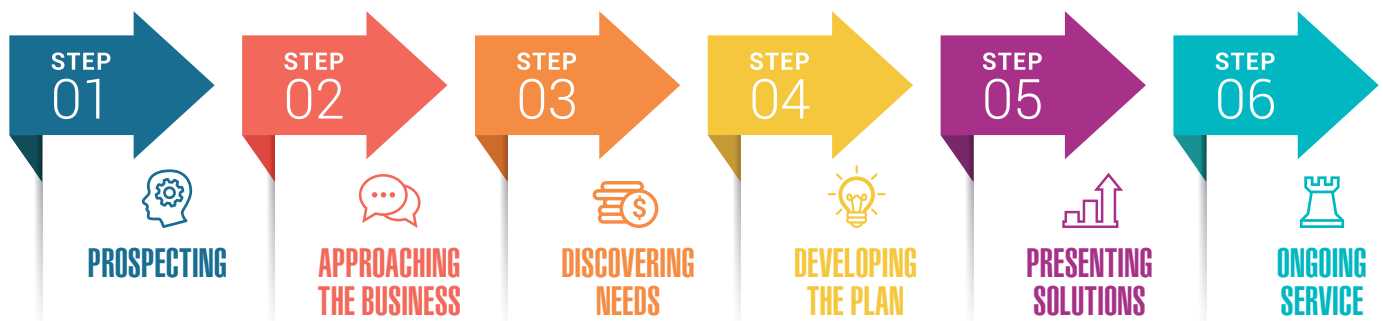 STEP
01
PROSPECTING
STEP
02
APPROACHING
THE BUSINESS
STEP
03
DISCOVERING
NEEDS
$
STEP
04
DEVELOPING
THE PLAN
STEP
05
PRESENTING
SOLUTIONS
STEP
06
ONGOING
SERVICE